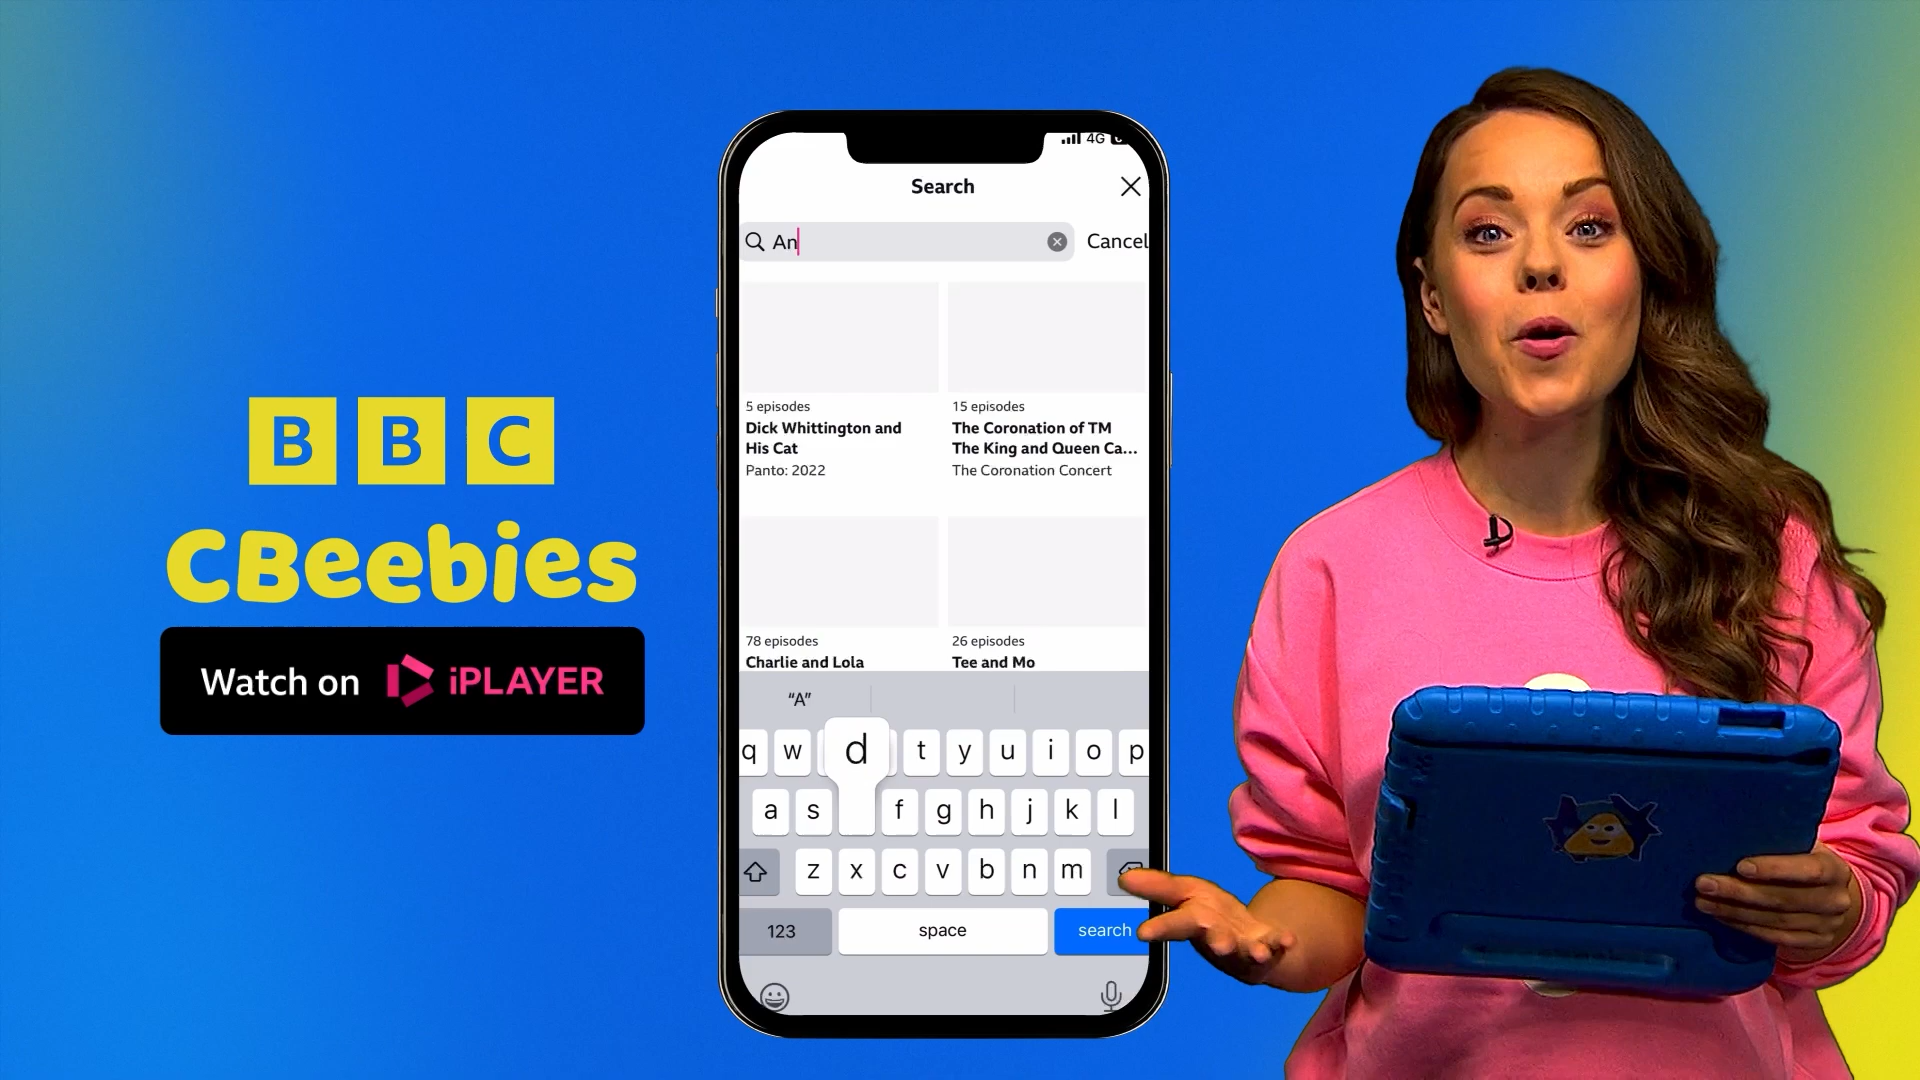 BBC
CBeebies
Watch on iPLAYER
4G
Search
An
Cancel
5 episodes
Dick Whittington and
His Cat
Panto: 2022
15 episodes
The Coronation of TM
The King and Queen Ca...
The Coronation Concert
78 episodes
Charlie and Lola
26 episodes
Tee and Mo
“A”
q w d t y u i o p
a s f g h j k l
z x c v b n m
123 space search